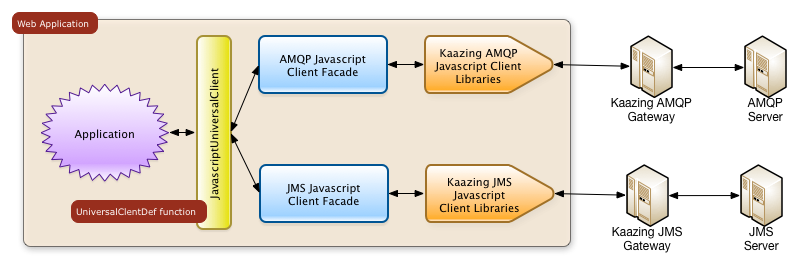 Web Application
AMQP Javascript
Client Facade
Kaazing AMQP
Javascript Client
Libraries
Kaazing AMQP
Gateway
AMQP
Server
Application
JavascriptUniversalClient
UniversalClentDef function
JMS Javascript
Client Facade
Kaazing JMS
Javascript
Client Libraries
Kaazing JMS
Gateway
JMS
Server